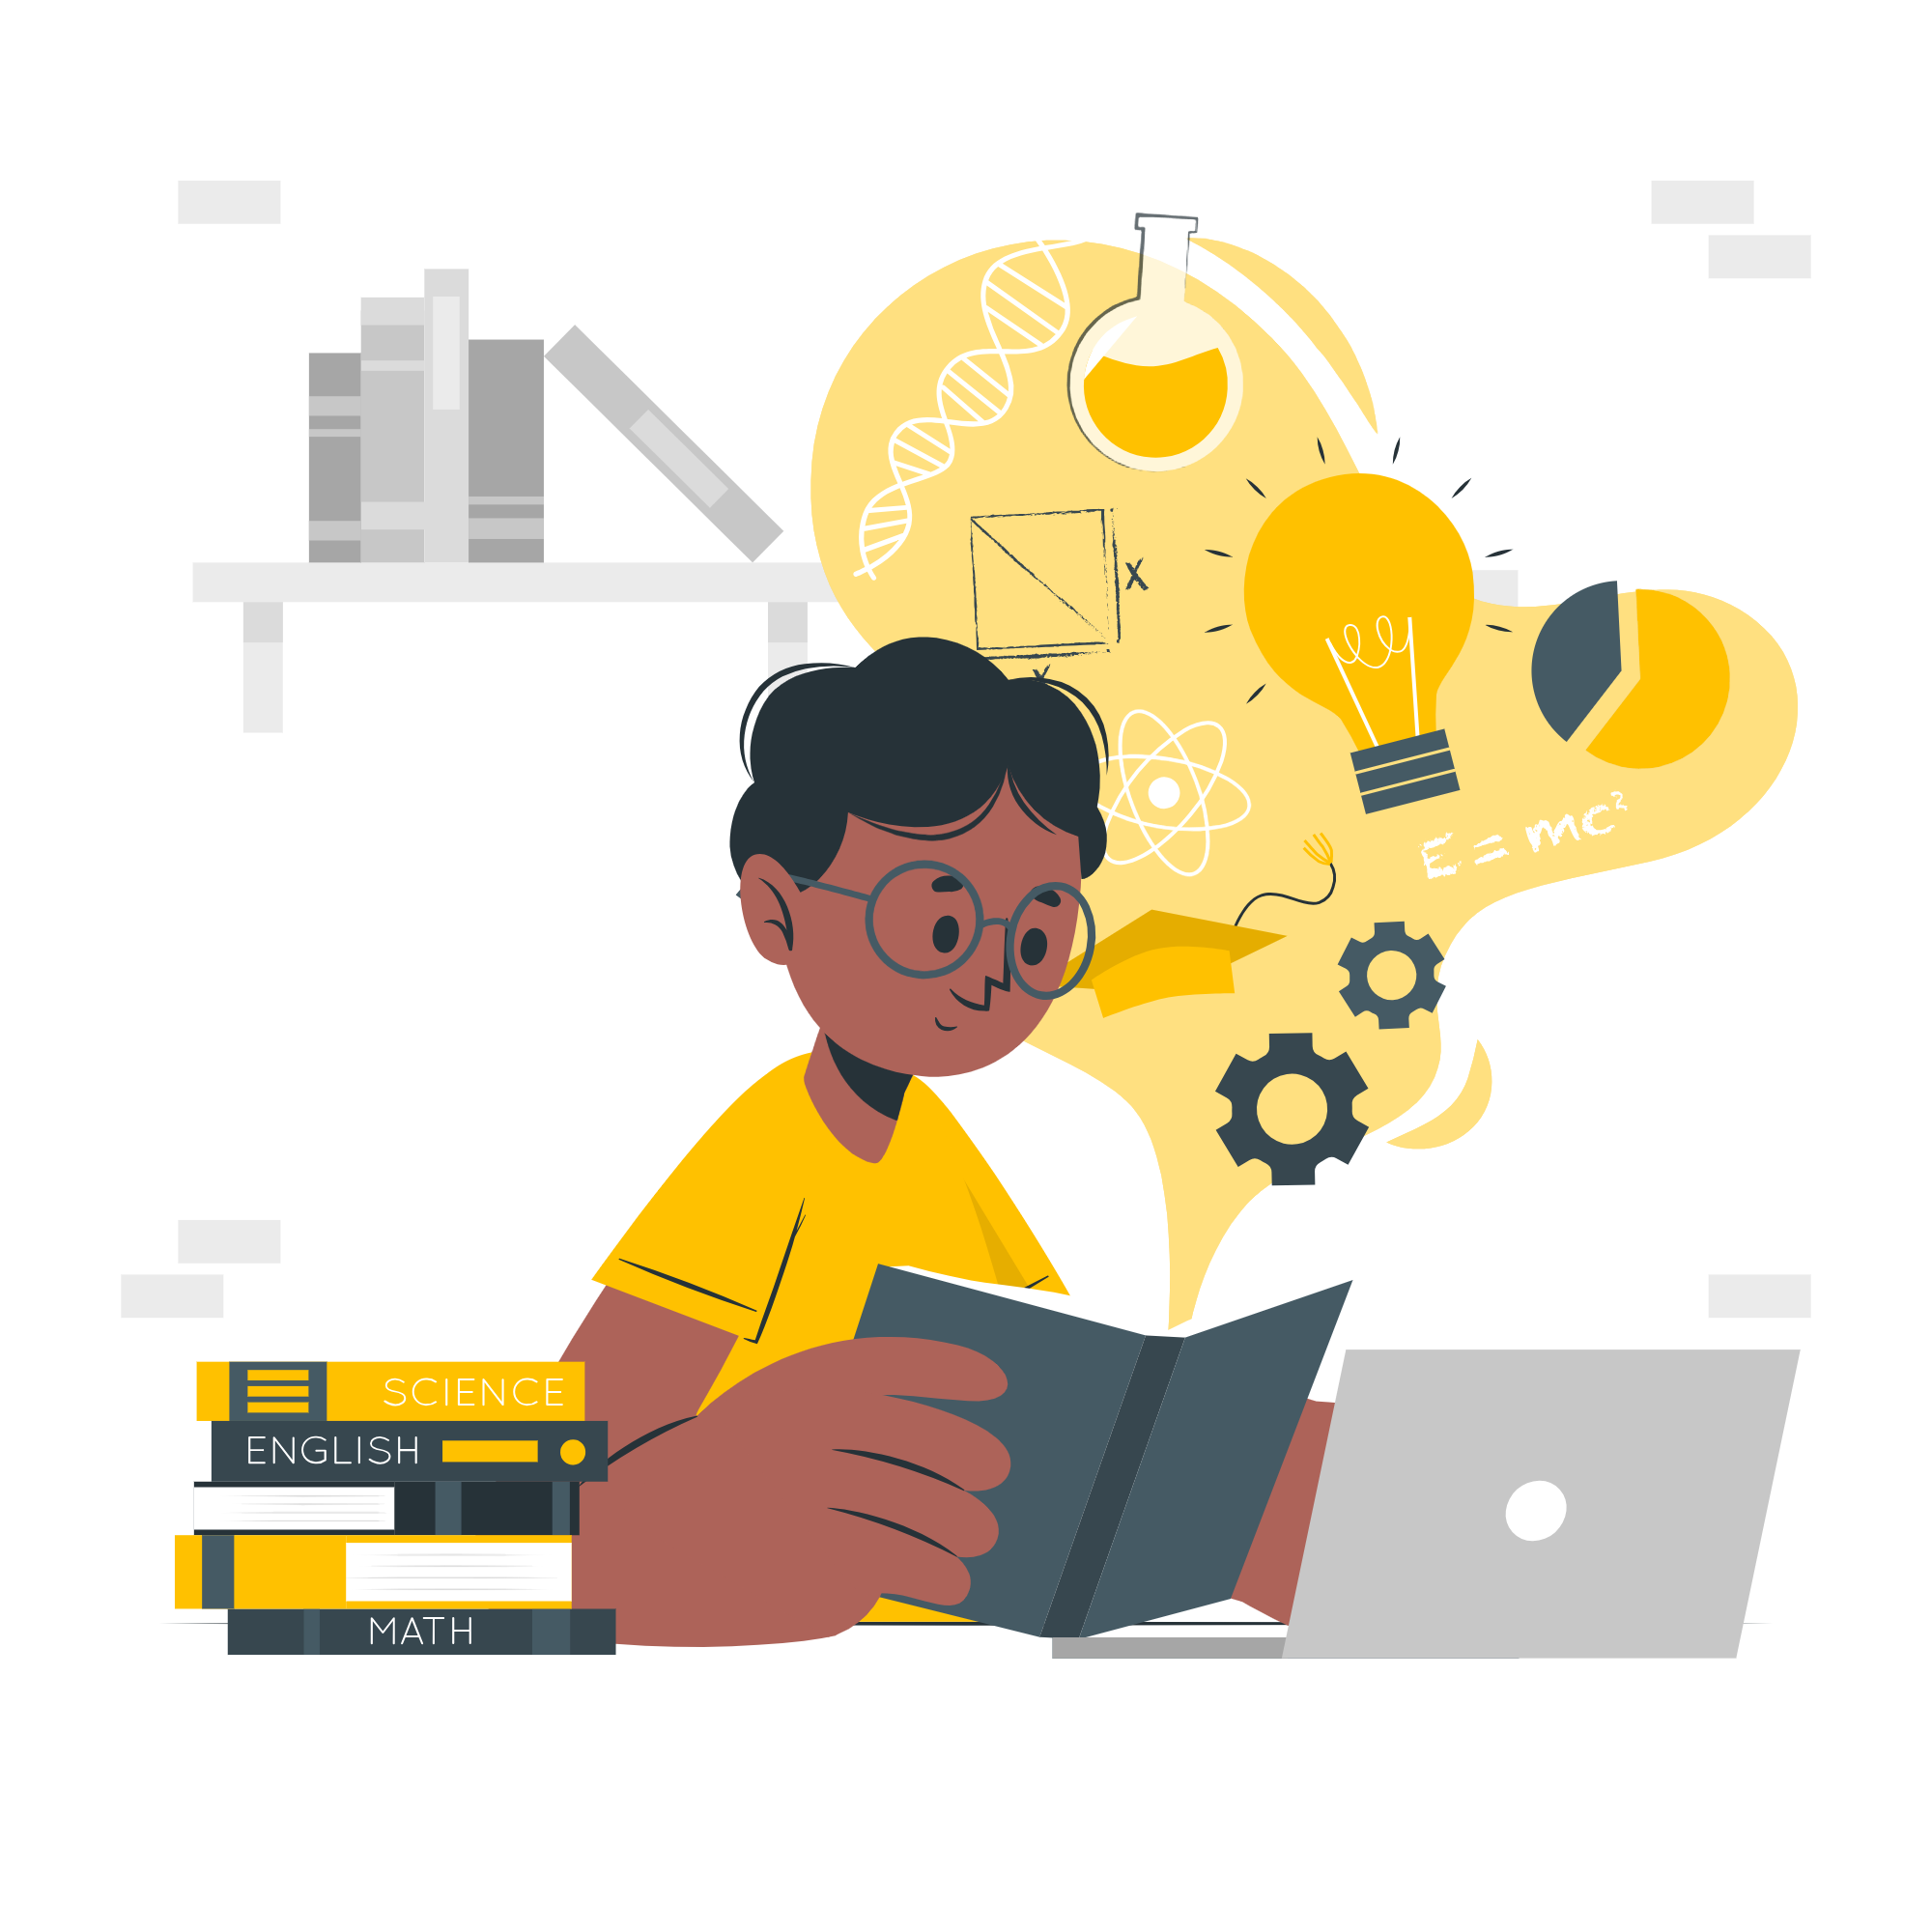 X
X
E = mc²
SCIENCE
ENGLISH
MATH